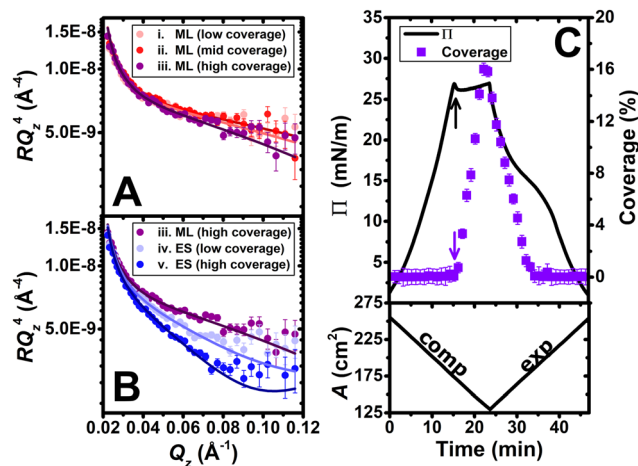 1.5E-8
1.0E-8
5.0E-9
RQz4 (Å-4)
i. ML (low coverage)
ii. ML (mid coverage)
iii. ML (high coverage)
A
1.5E-8
1.0E-8
5.0E-9
RQz4 (Å-4)
iii. ML (high coverage)
iv. ES (low coverage)
v. ES (high coverage)
B
0.02 0.04 0.06 0.08 0.10 0.12
Qz (Å-1)
35
30
25
20
15
10
5
Π (mN/m)
Π
Coverage
C
20
16
12
8
4
0
Coverage (%)
275
225
175
125
A (cm2)
comp
exp
0 10 20 30 40
Time (min)